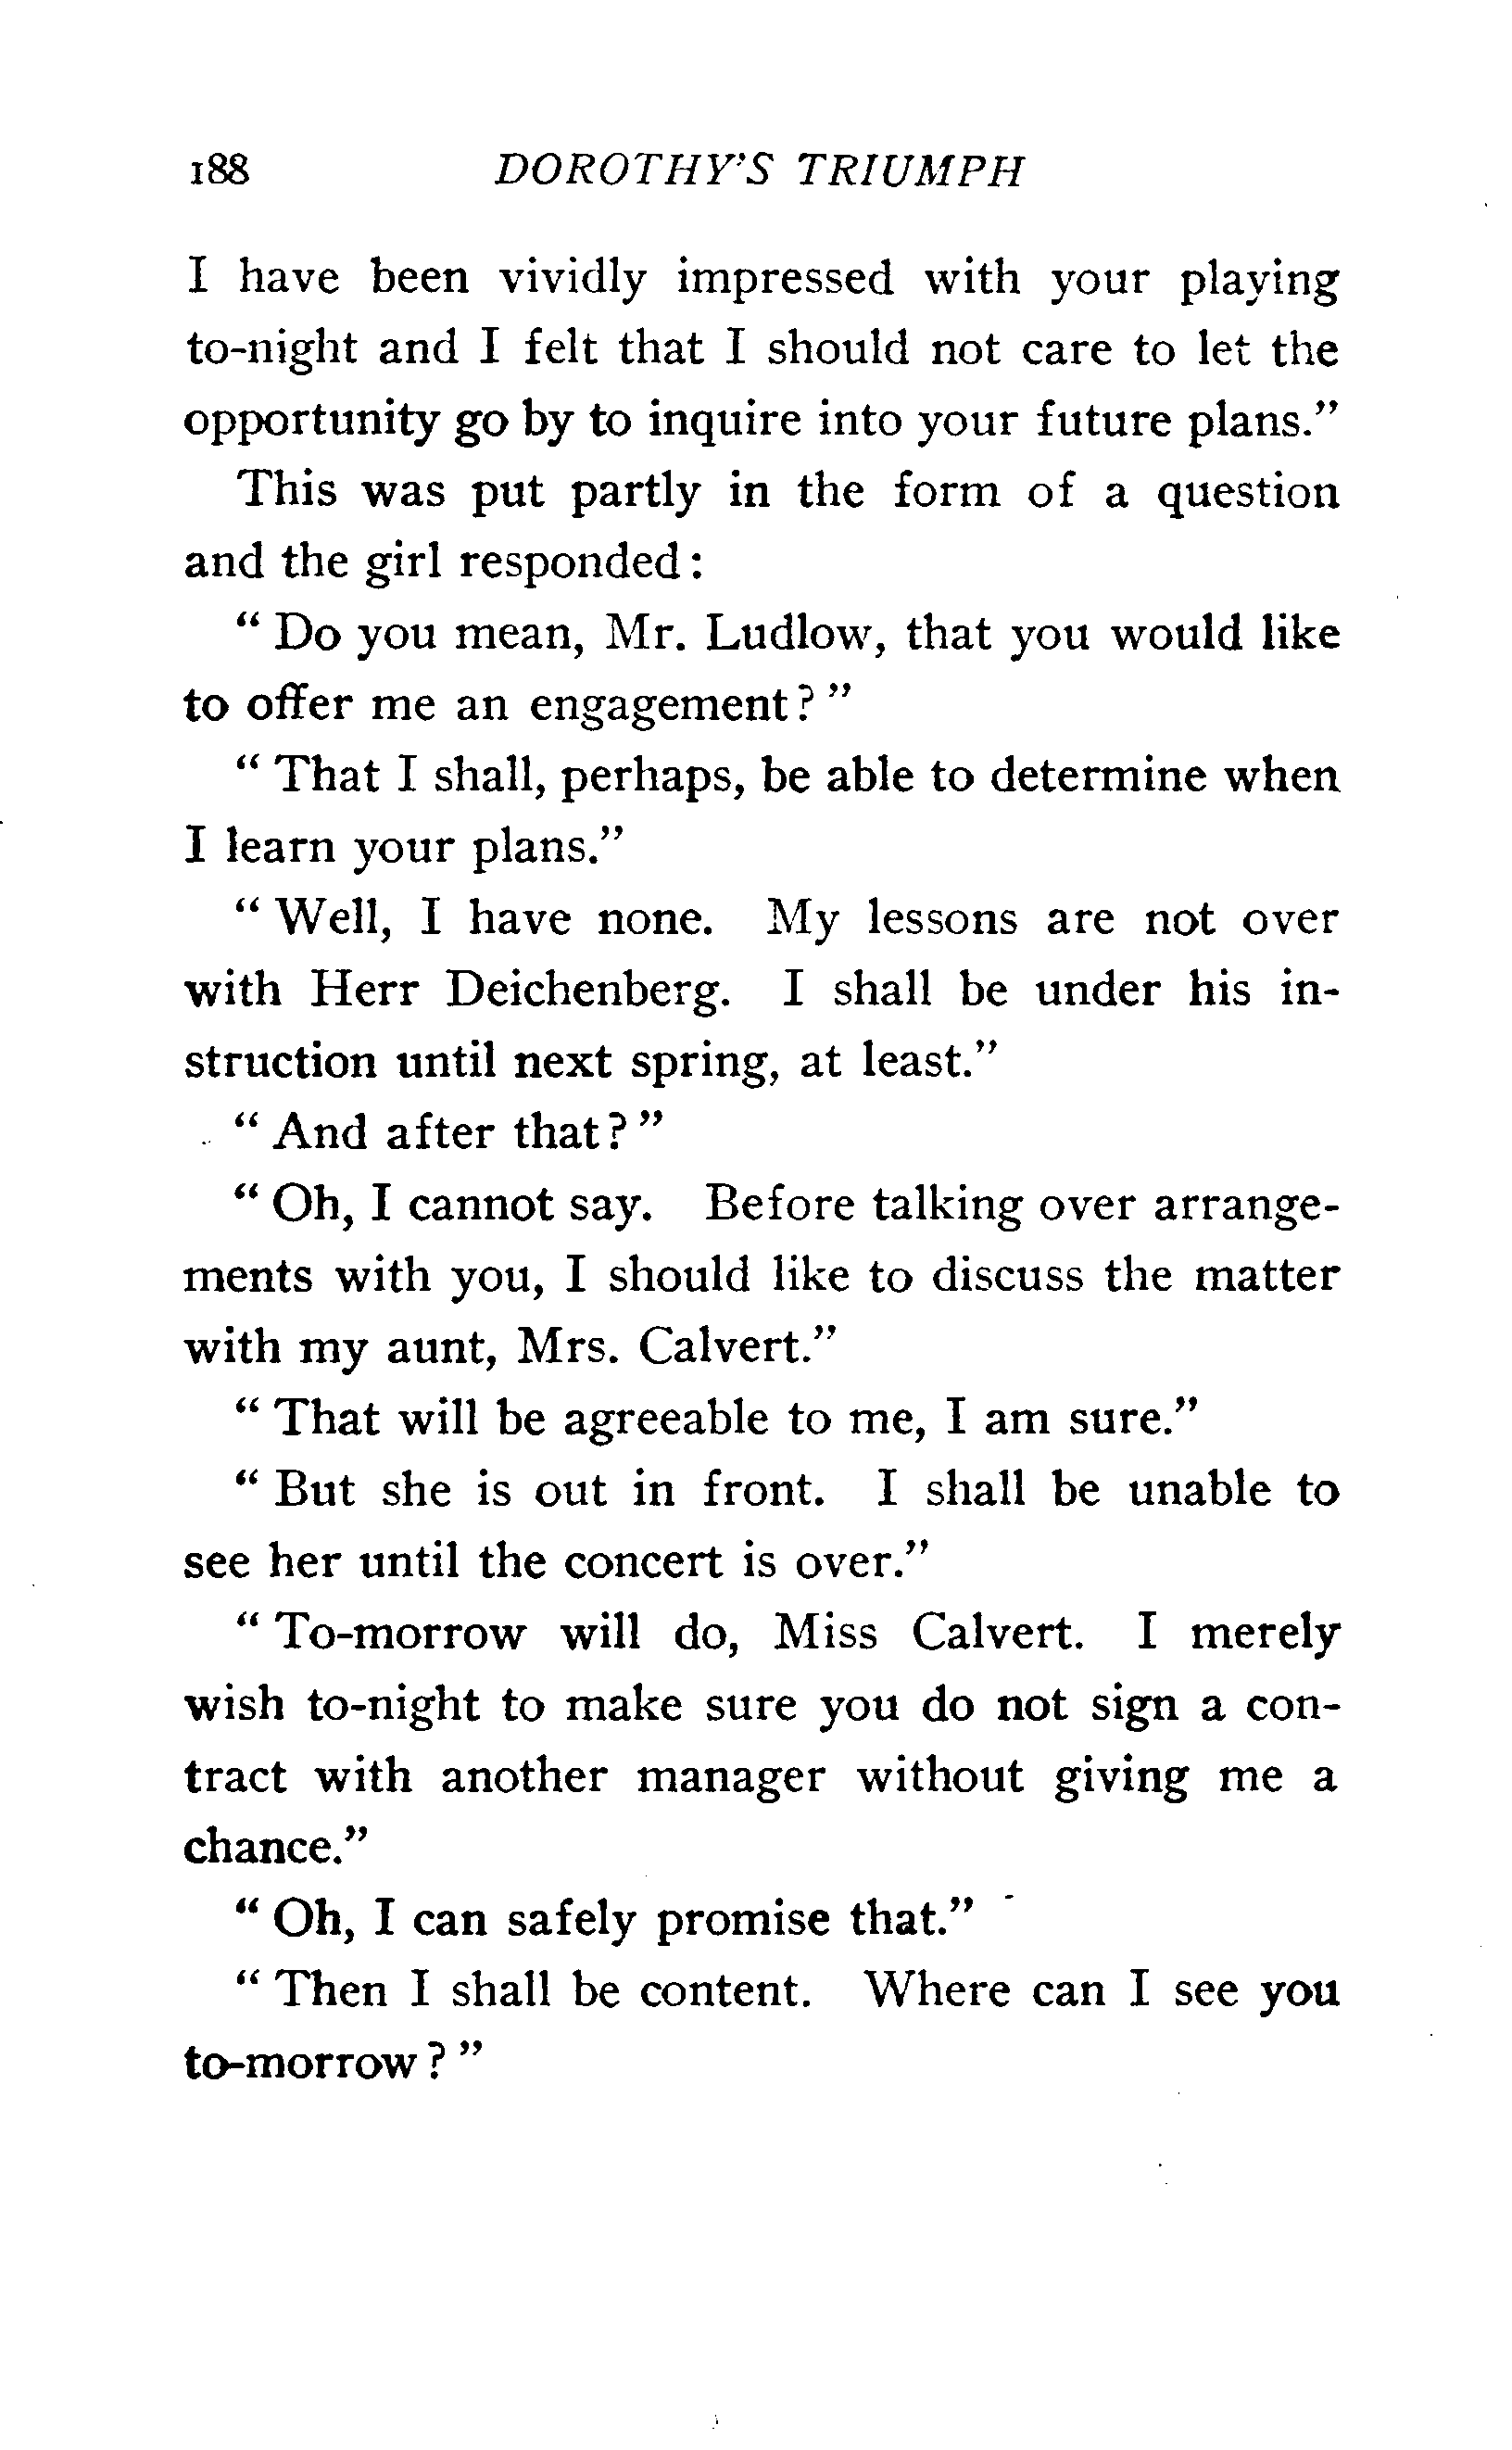 188 DOROTHY'S TRIUMPH
I have been vividly impressed with your playing
to-night and I felt that I should not care to let the
opportunity go by to inquire into your future plans."
This was put partly in the form of a question
and the girl responded:
"Do you mean, Mr. Ludlow, that you would like
to offer me an engagement?"
"That I shall, perhaps, be able to determine when
I learn your plans."
"Well, I have none. My lessons are not over
with Herr Deichenberg. I shall be under his in-
struction until next spring, at least."
"And after that?"
"Oh, I cannot say. Before talking over arrange-
ments with you, I should like to discuss the matter
with my aunt, Mrs. Calvert."
"That will be agreeable to me, I am sure."
"But she is out in front. I shall be unable to
see her until the concert is over."
"To-morrow will do, Miss Calvert. I merely
wish to-night to make sure you do not sign a con-
tract with another manager without giving me a
chance."
"Oh, I can safely promise that."
"Then I shall be content. Where can I see you
to-morrow?"